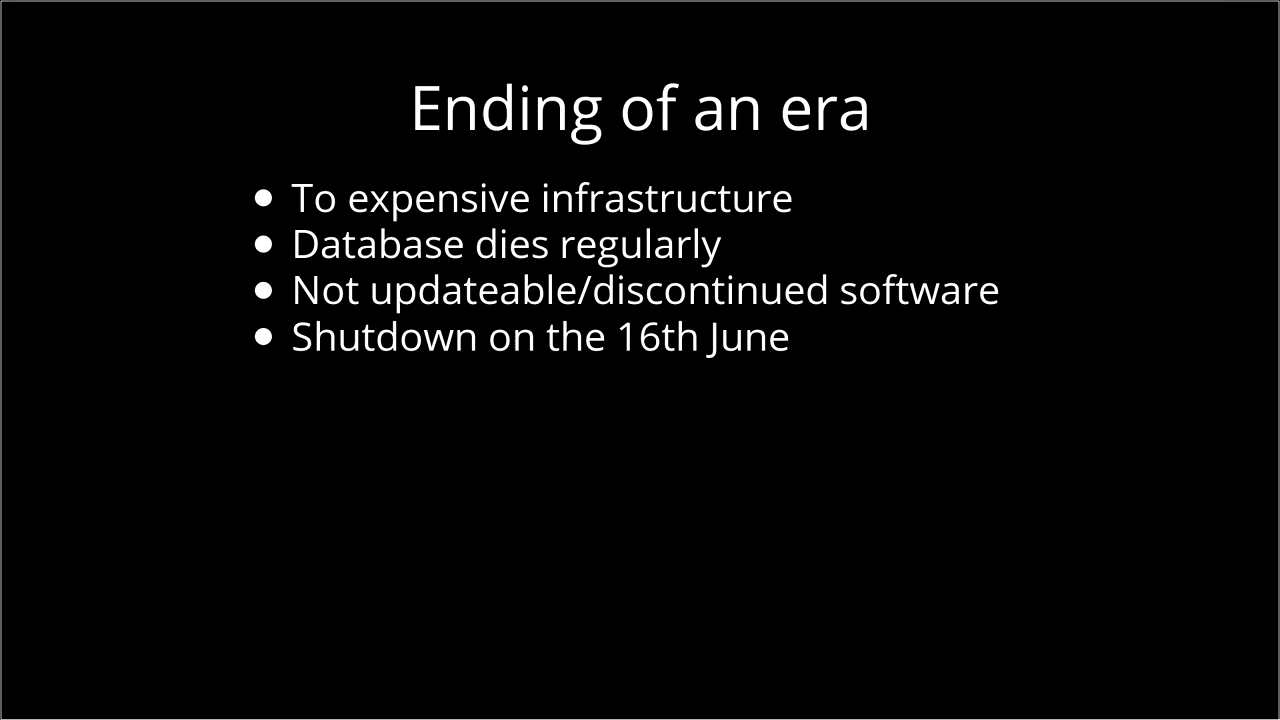 Ending of an era
To expensive infrastructure
Database dies regularly
Not updateable/discontinued software
Shutdown on the 16th June